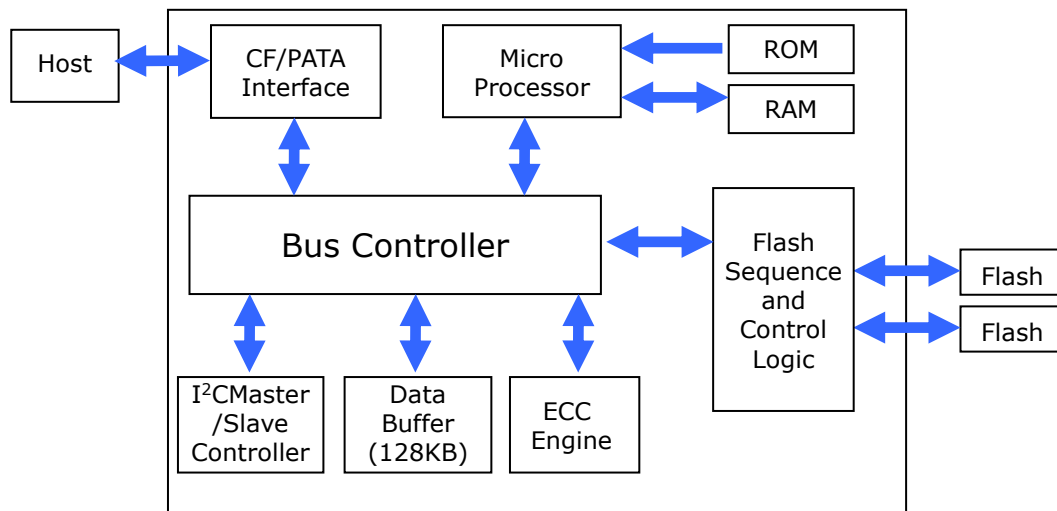 Host
CF/PATA
Interface
Micro
Processor
ROM
RAM
Bus Controller
Flash
Sequence
and
Control
Logic
Flash
Flash
I²CMaster
/Slave
Controller
Data
Buffer
(128KB)
ECC
Engine